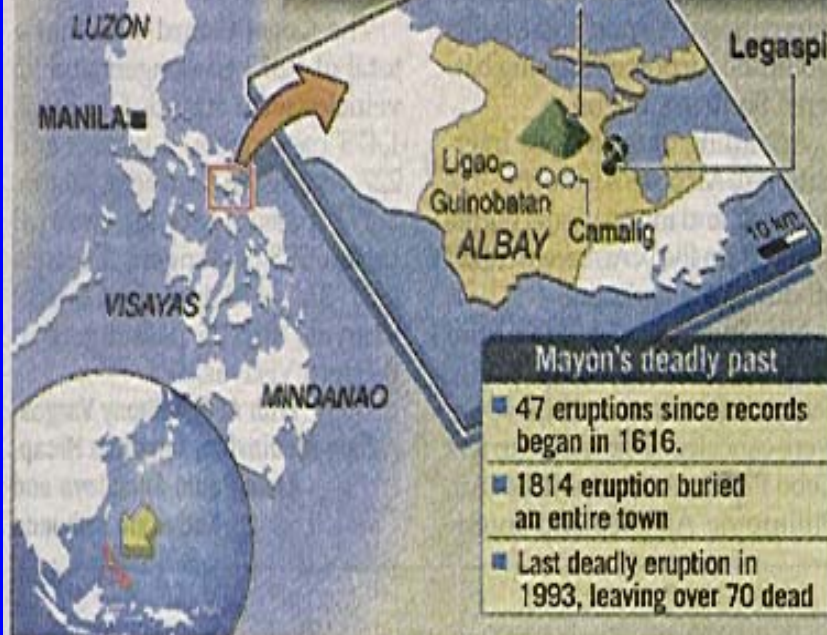 LUZON
Legaspi
MANILA
Ligao
Guinobatan
Camalig
ALBAY
10 km
VISAYAS
MINDANAO
Mayon's deadly past
47 eruptions since records
began in 1616.
1814 eruption buried
an entire town
Last deadly eruption in
1993, leaving over 70 dead